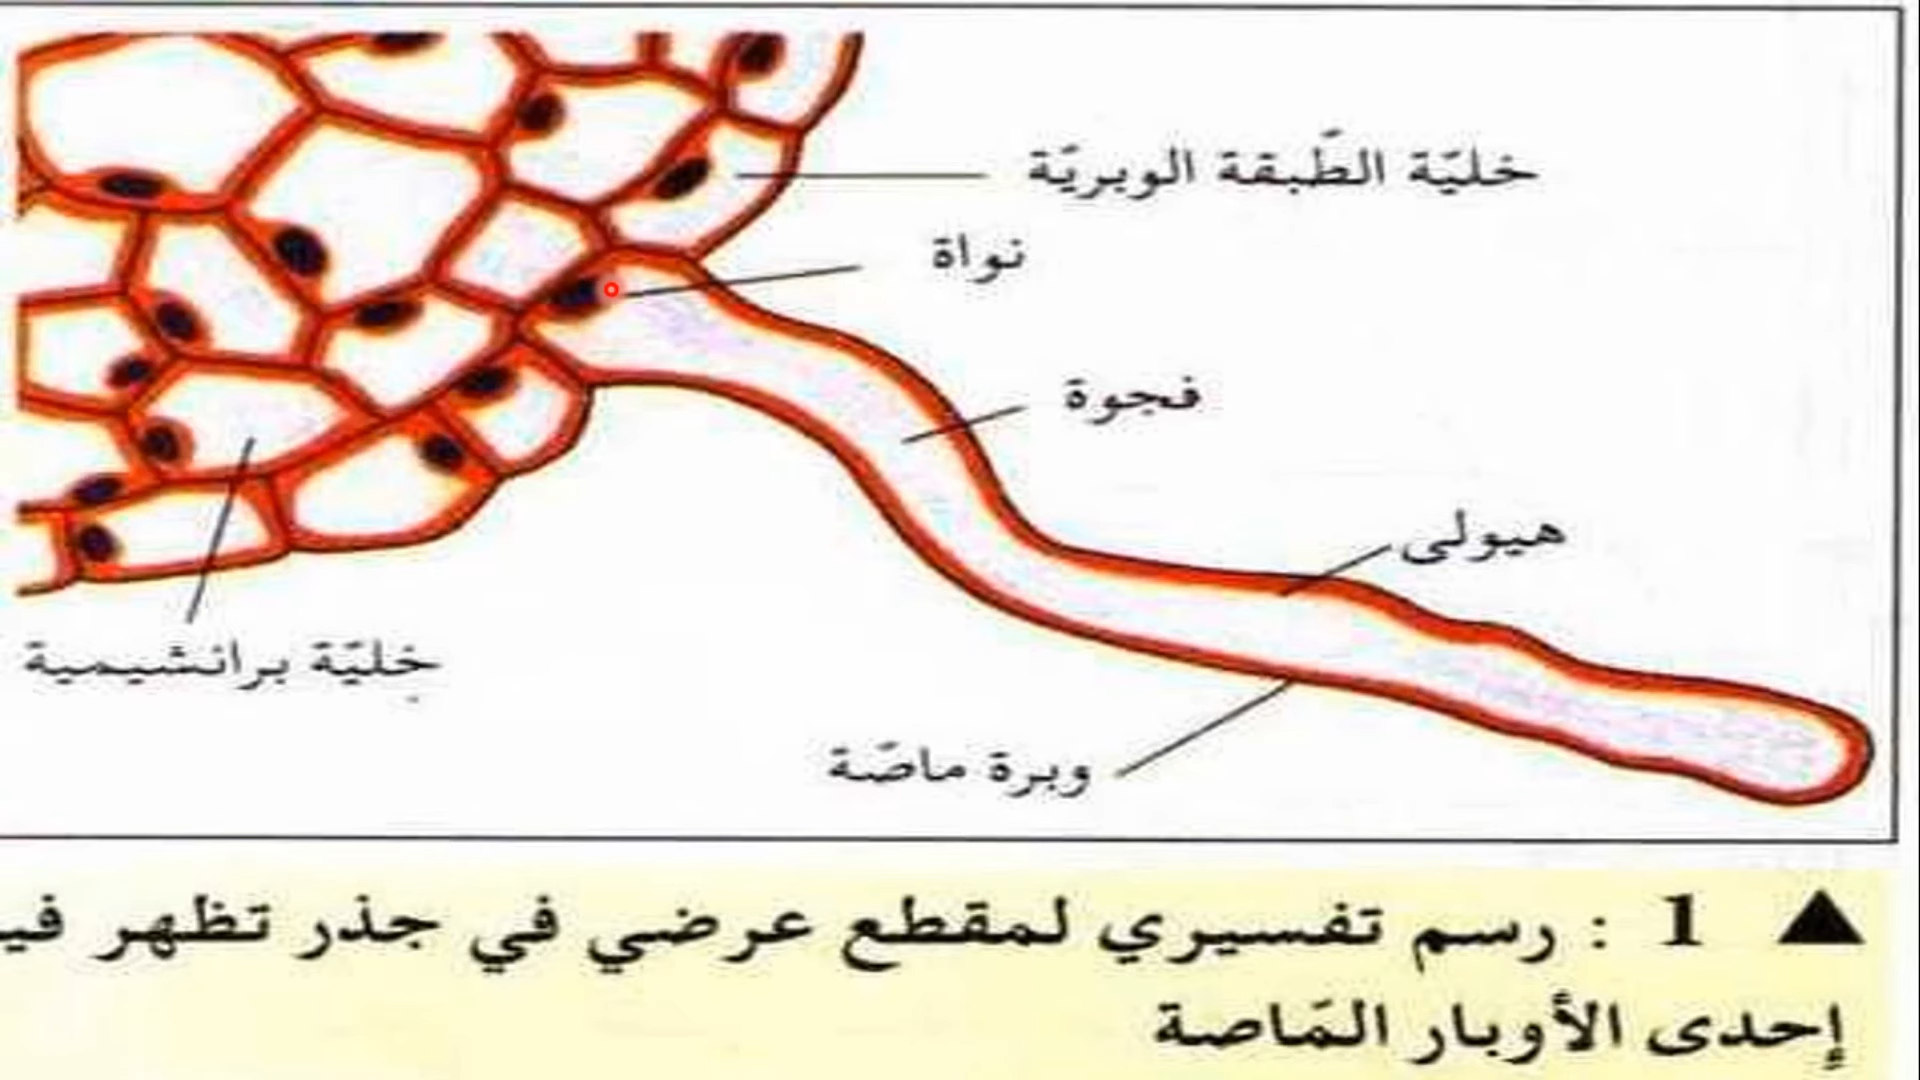 خليّة الطّبقة الوبريّة
نواة
فجوة
هيولى
خليّة برانشيمية
وبرة ماصّة
▲ 1 : رسم تفسيري لمقطع عرضي في جذر تظهر في
إحدى الأوبار المَاصة